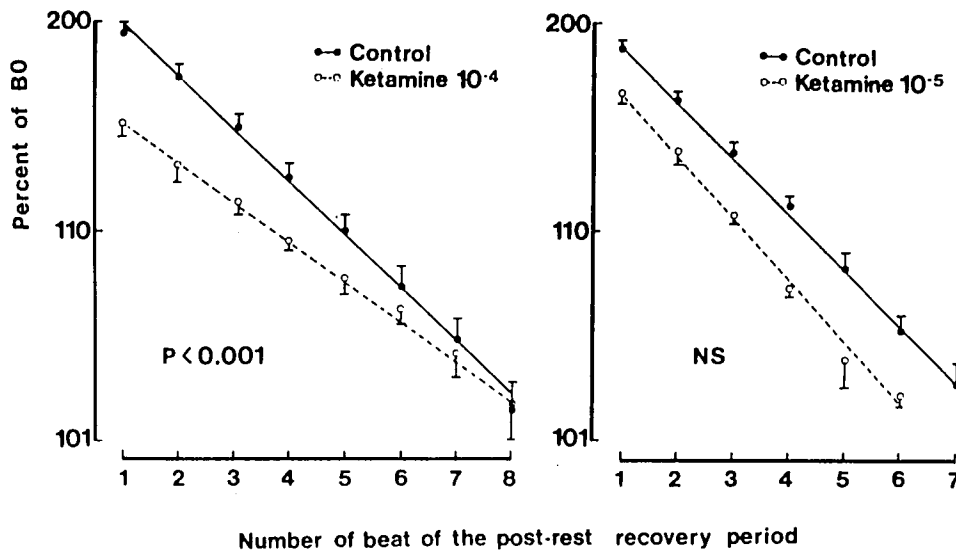 200
110
101
Percent of B0
Control
Ketamine 10⁻⁴
P < 0.001
1 2 3 4 5 6 7 8
200
110
101
Control
Ketamine 10⁻⁵
NS
1 2 3 4 5 6 7
Number of beat of the post-rest recovery period